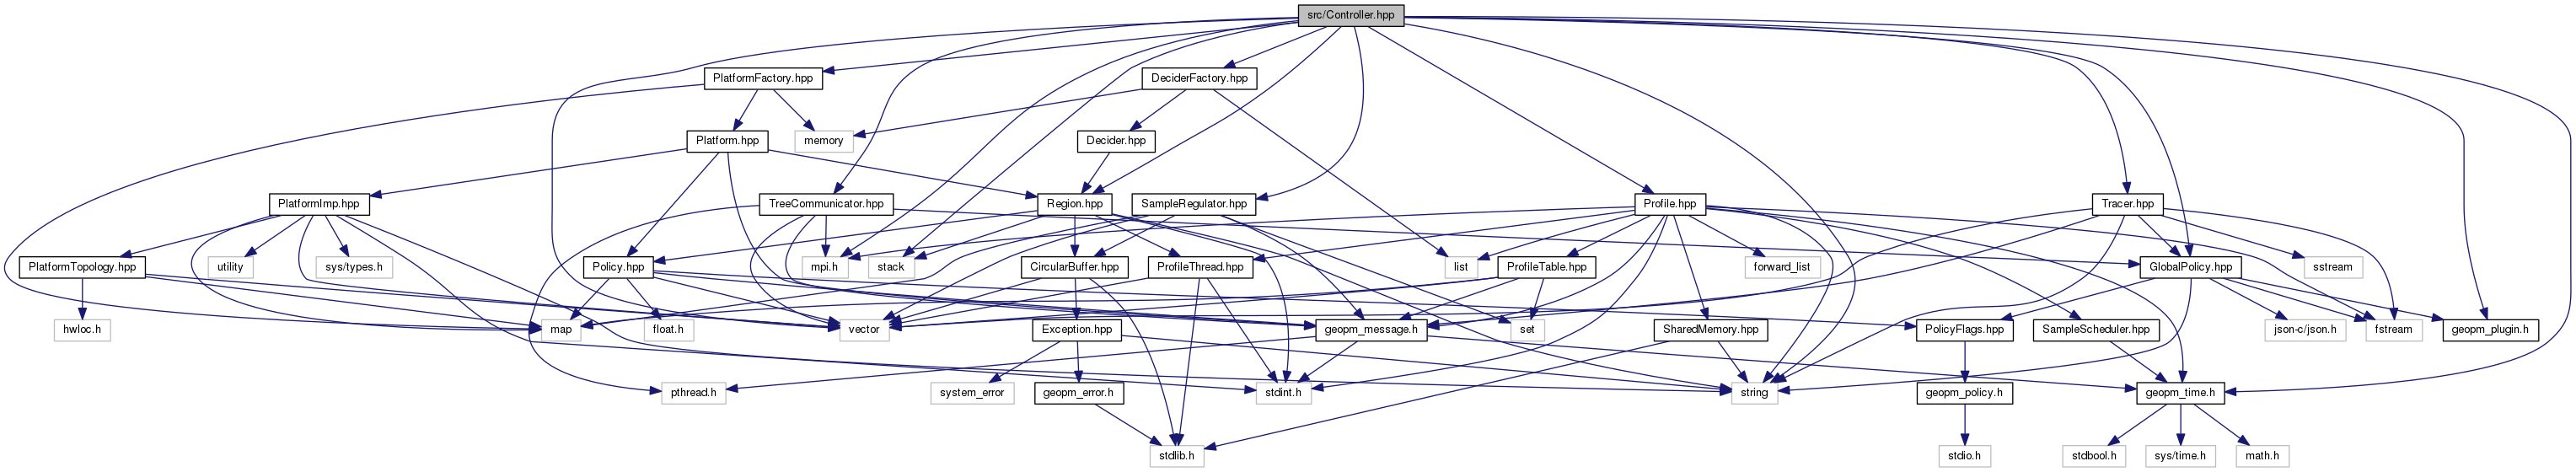 src/Controller.hpp
PlatformFactory.hpp
DeciderFactory.hpp
Platform.hpp
memory
Decider.hpp
PlatformImp.hpp
TreeCommunicator.hpp
Region.hpp
SampleRegulator.hpp
Profile.hpp
Tracer.hpp
PlatformTopology.hpp
utility
sys/types.h
Policy.hpp
mpi.h
stack
CircularBuffer.hpp
ProfileThread.hpp
list
ProfileTable.hpp
forward_list
GlobalPolicy.hpp
sstream
hwloc.h
map
float.h
vector
Exception.hpp
geopm_message.h
set
SharedMemory.hpp
PolicyFlags.hpp
SampleScheduler.hpp
json-c/json.h
fstream
geopm_plugin.h
pthread.h
system_error
geopm_error.h
stdint.h
string
geopm_policy.h
geopm_time.h
stdlib.h
stdio.h
stdbool.h
sys/time.h
math.h